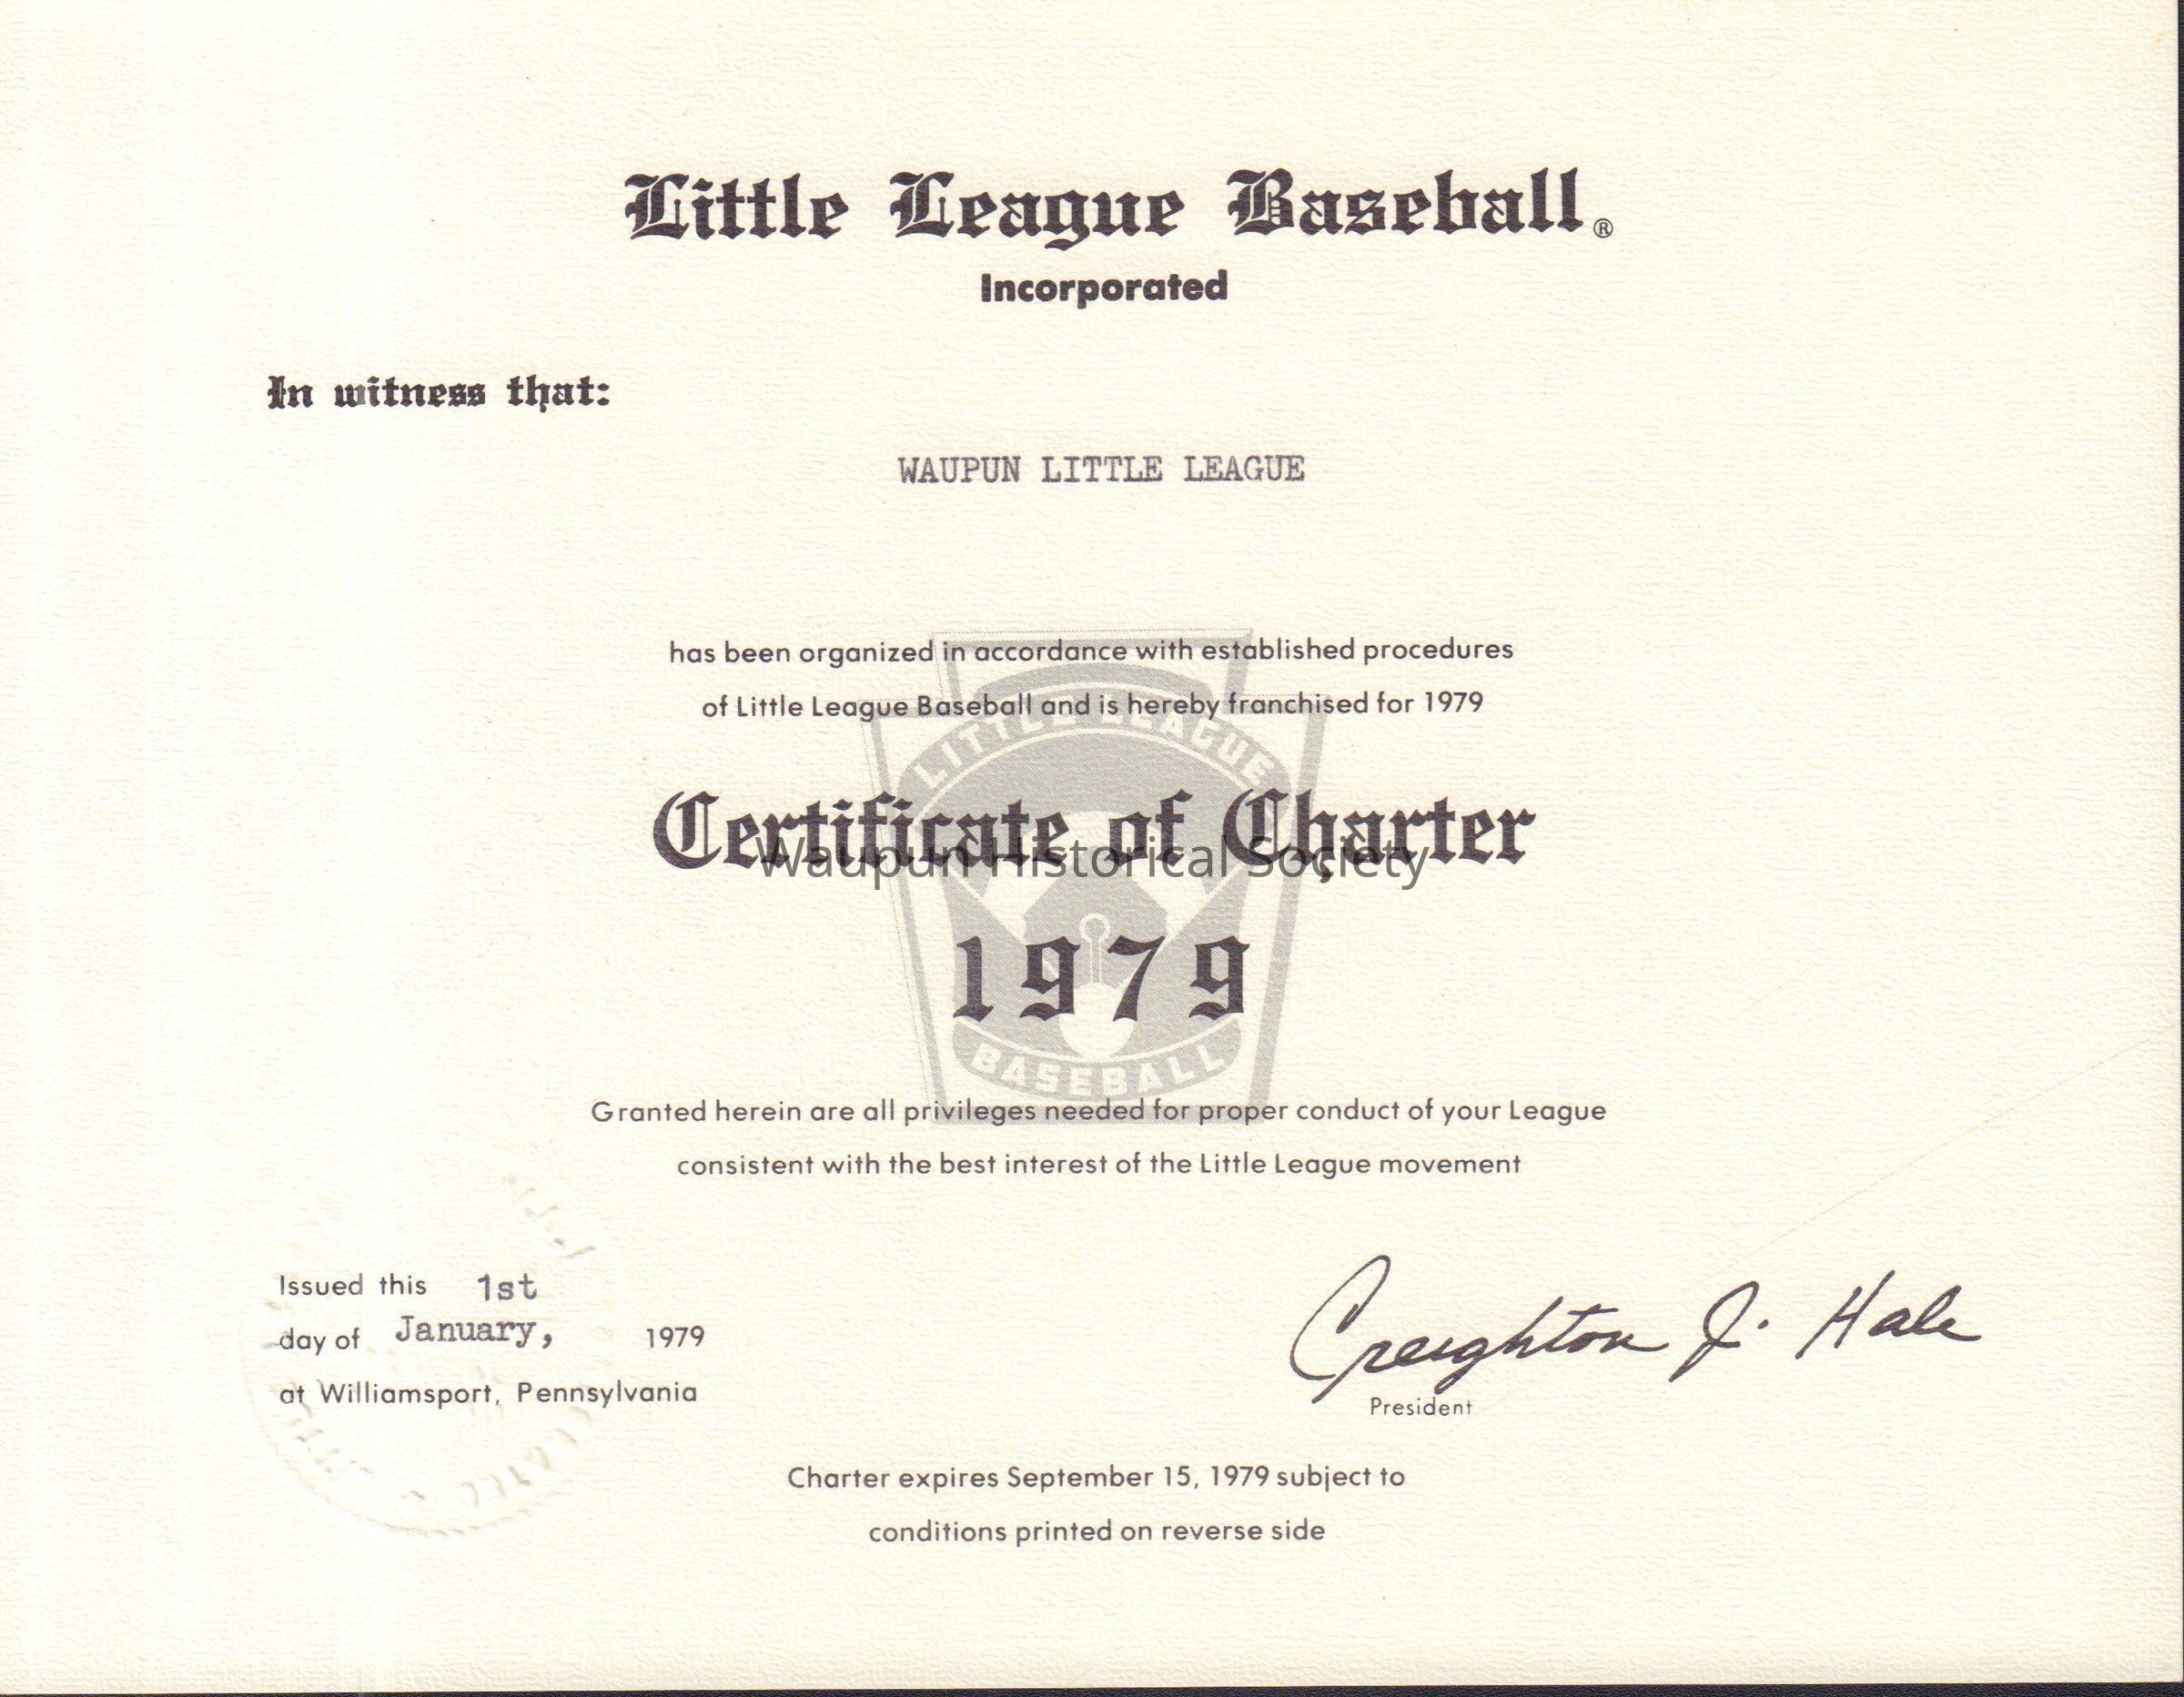 Little League Baseball®
Incorporated
In witness that:
WAUPUN LITTLE LEAGUE
has been organized in accordance with established procedures
of Little League Baseball and is hereby franchised for 1979
LITTLE LEAGUE
Certificate of Charter
Waupun Historical Society
1979
BASEBALL
Granted herein are all privileges needed for proper conduct of your League
consistent with the best interest of the Little League movement
Issued this 1st
day of January, 1979
at Williamsport, Pennsylvania
Creighton J. Hale
President
Charter expires September 15, 1979 subject to
conditions printed on reverse side